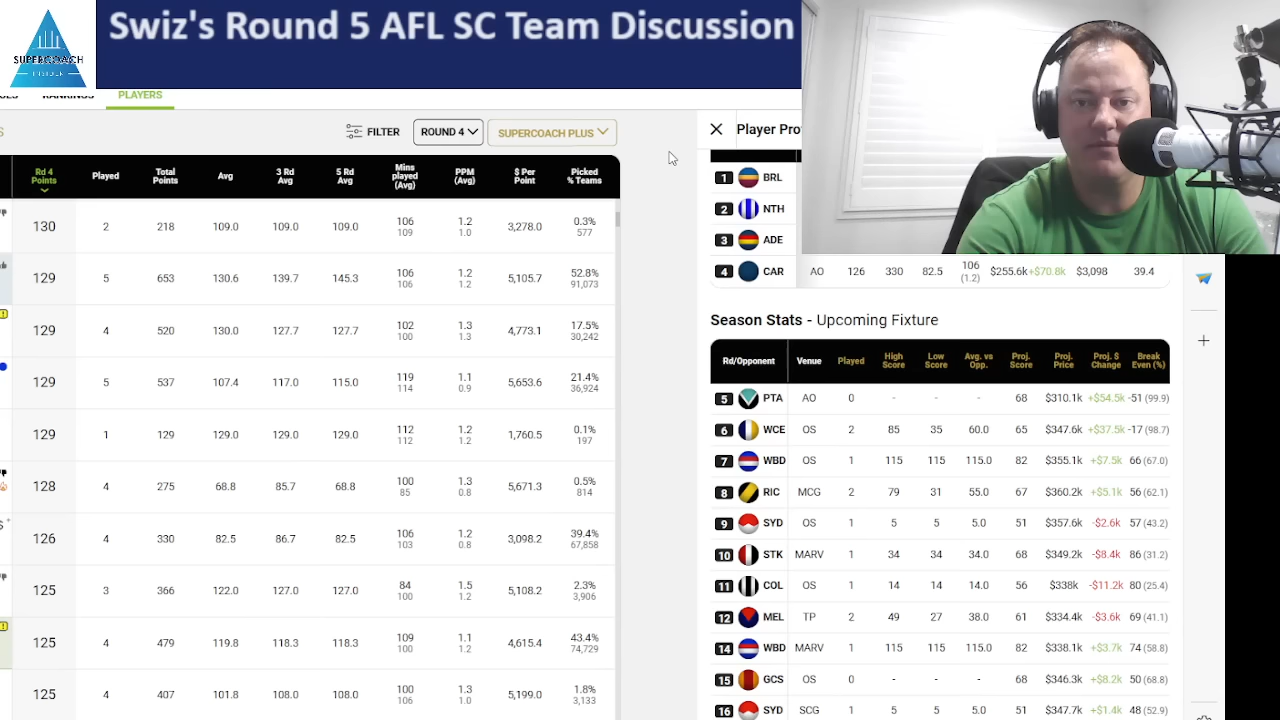 Swiz's Round 5 AFL SC Team Discussion
SUPERCOACH
INSIDER
RANKINGS PLAYERS
FILTER ROUND 4 SUPERCOACH PLUS
Rd 4 Points Played Total Points Avg 3 Rd Avg 5 Rd Avg Mins played (Avg) PPM (Avg) $ Per Point Picked % Teams
130 2 218 109.0 109.0 109.0 106 109 1.2 1.0 3,278.0 0.3% 577
129 5 653 130.6 139.7 145.3 106 106 1.2 1.2 5,105.7 52.8% 91,073
129 4 520 130.0 127.7 127.7 102 100 1.3 1.3 4,773.1 17.5% 30,242
129 5 537 107.4 117.0 115.0 119 114 1.1 0.9 5,653.6 21.4% 36,924
129 1 129 129.0 129.0 129.0 112 112 1.2 1.2 1,760.5 0.1% 197
128 4 275 68.8 85.7 68.8 100 85 1.3 0.8 5,671.3 0.5% 814
126 4 330 82.5 86.7 82.5 106 103 1.2 0.8 3,098.2 39.4% 67,858
125 3 366 122.0 127.0 127.0 84 100 1.5 1.2 5,108.2 2.3% 3,906
125 4 479 119.8 118.3 118.3 109 100 1.1 1.2 4,615.4 43.4% 74,729
125 4 407 101.8 108.0 108.0 100 106 1.3 1.0 5,199.0 1.8% 3,133
Player Pro
1 BRL
2 NTH
3 ADE
4 CAR AO 126 330 82.5 106 (1.2) $255.6k +$70.8k $3,098 39.4
Season Stats - Upcoming Fixture
Rd/Opponent Venue Played High Score Low Score Avg. vs Opp. Proj. Score Proj. Price Proj. $ Change Break Even (%)
5 PTA AO 0 - - - 68 $310.1k +$54.5k -51 (99.9)
6 WCE OS 2 85 35 60.0 65 $347.6k +$37.5k -17 (98.7)
7 WBD OS 1 115 115 115.0 82 $355.1k +$7.5k 66 (67.0)
8 RIC MCG 2 79 31 55.0 67 $360.2k +$5.1k 56 (62.1)
9 SYD OS 1 5 5 5.0 51 $357.6k -$2.6k 57 (43.2)
10 STK MARV 1 34 34 34.0 68 $349.2k -$8.4k 86 (31.2)
11 COL OS 1 14 14 14.0 56 $338k -$11.2k 80 (25.4)
12 MEL TP 2 49 27 38.0 61 $334.4k -$3.6k 69 (41.1)
14 WBD MARV 1 115 115 115.0 82 $338.1k +$3.7k 74 (58.8)
15 GCS OS 0 - - - 68 $346.3k +$8.2k 50 (68.8)
16 SYD SCG 1 5 5 5.0 51 $347.7k +$1.4k 48 (52.9)